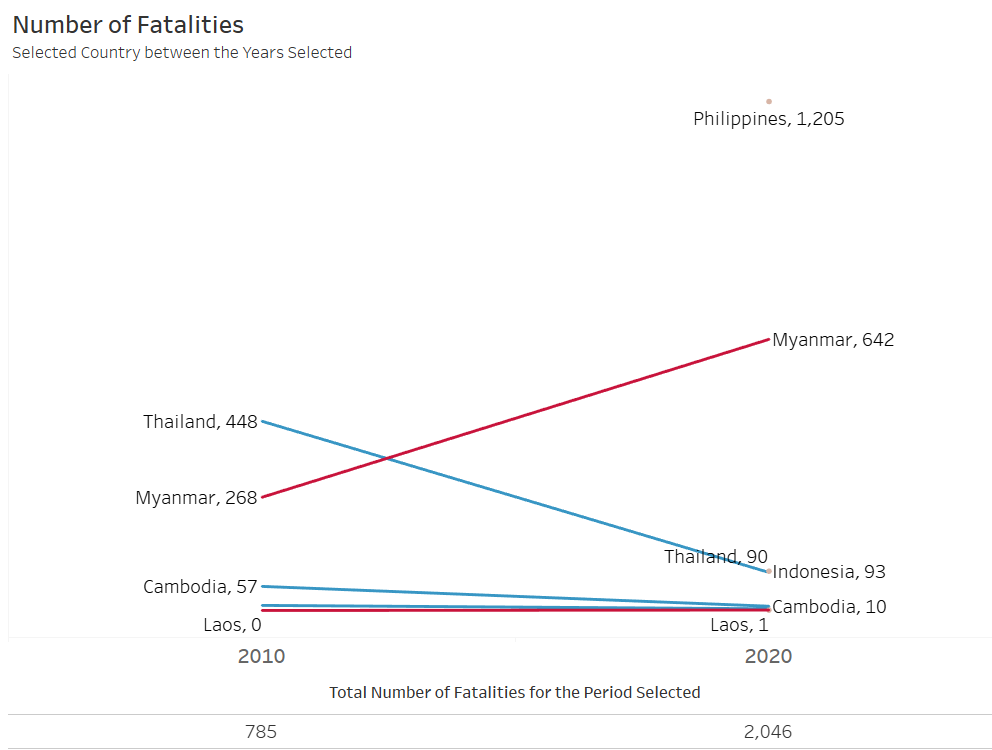 Number of Fatalities
Selected Country between the Years Selected
Philippines, 1,205
Myanmar, 642
Thailand, 448
Myanmar, 268
Thailand, 90
Indonesia, 93
Cambodia, 57
Cambodia, 10
Laos, 0
Laos, 1
2010
2020
Total Number of Fatalities for the Period Selected
785
2,046